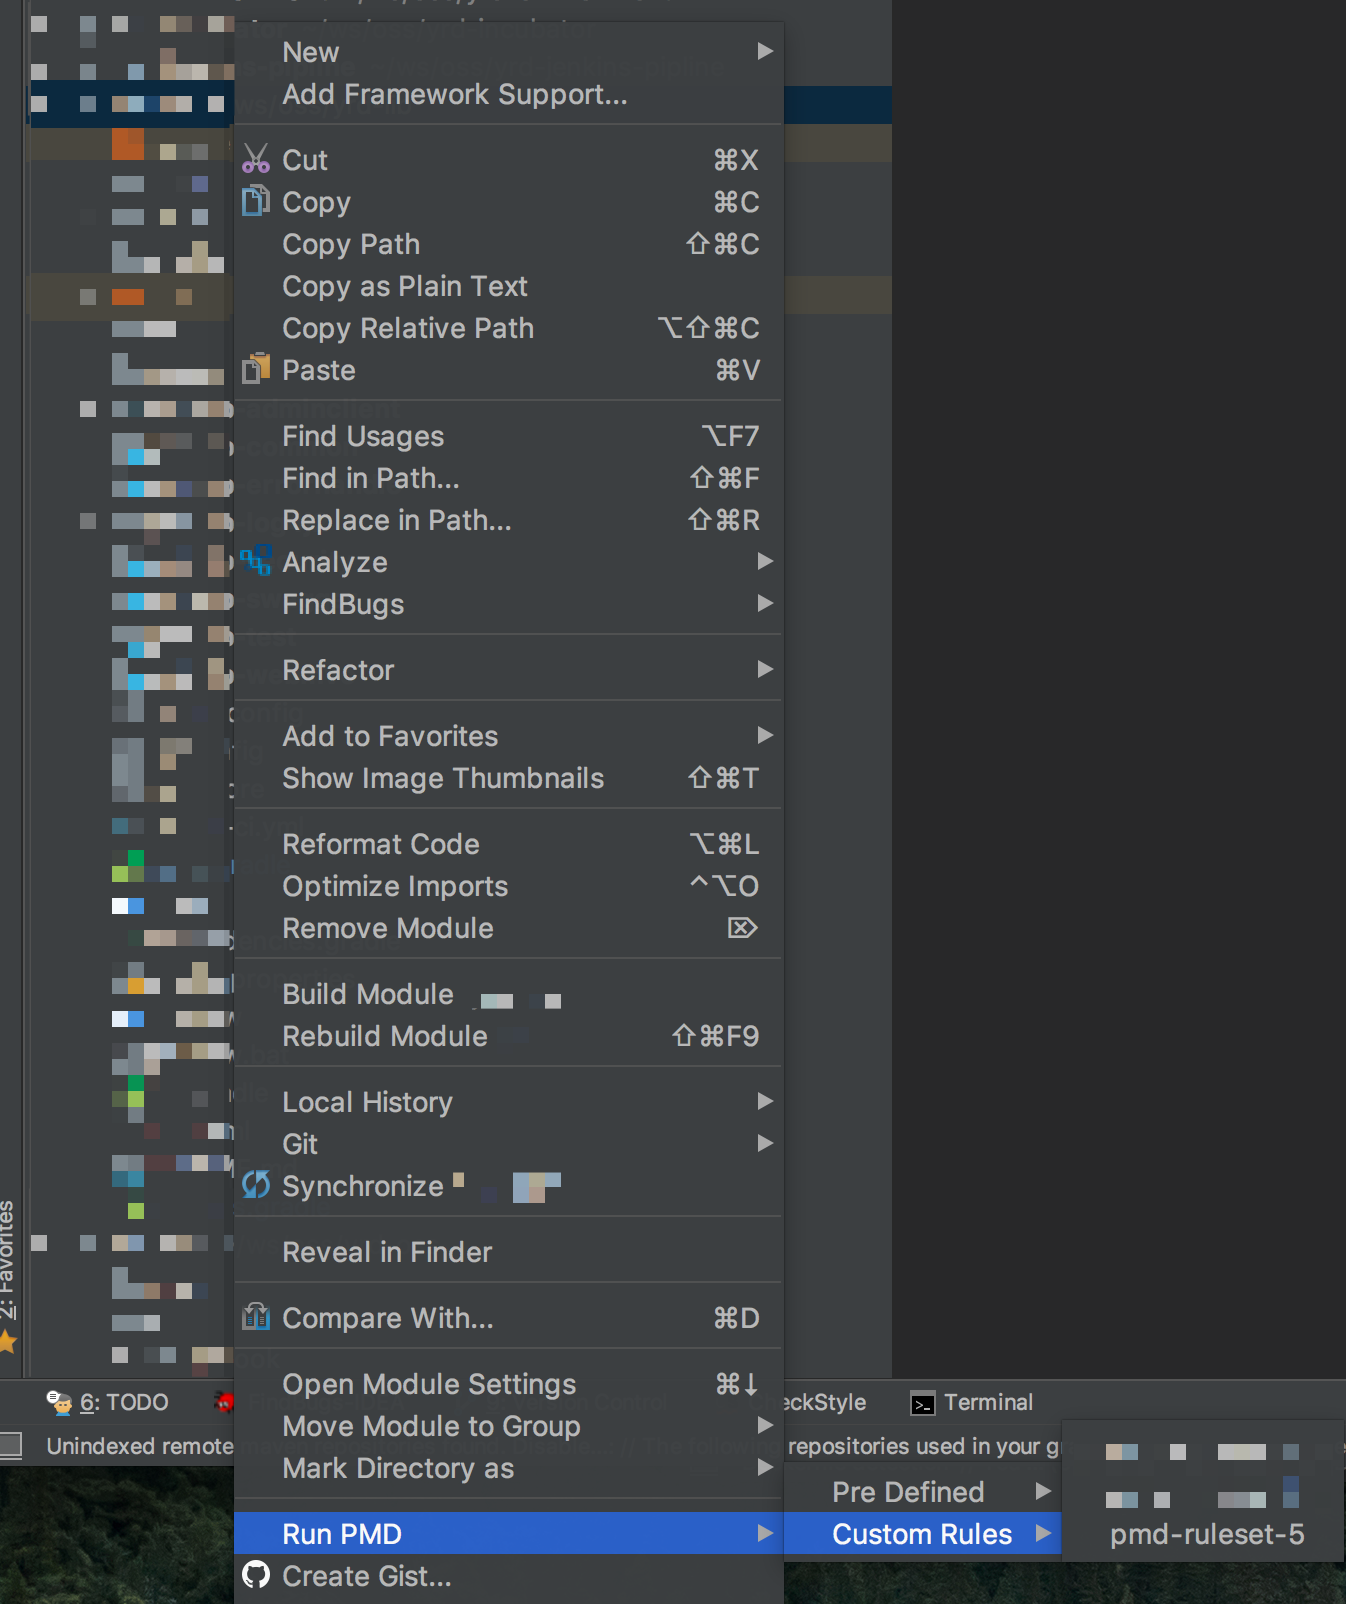 New
Add Framework Support...
Cut ⌘X
Copy ⌘C
Copy Path ⇧⌘C
Copy as Plain Text
Copy Relative Path ⌥⇧⌘C
Paste ⌘V
Find Usages ⌥F7
Find in Path... ⇧⌘F
Replace in Path... ⇧⌘R
Analyze
FindBugs
Refactor
Add to Favorites
Show Image Thumbnails ⇧⌘T
Reformat Code ⌥⌘L
Optimize Imports ^⌥O
Remove Module ⌦
Build Module
Rebuild Module ⇧⌘F9
Local History
Git
Synchronize
Reveal in Finder
Compare With... ⌘D
Open Module Settings ⌘↓
Move Module to Group
Mark Directory as
Run PMD
Create Gist...
Pre Defined
Custom Rules
pmd-ruleset-5
2: Favorites
6: TODO
eckStyle
Terminal
Unindexed remote
repositories used in your